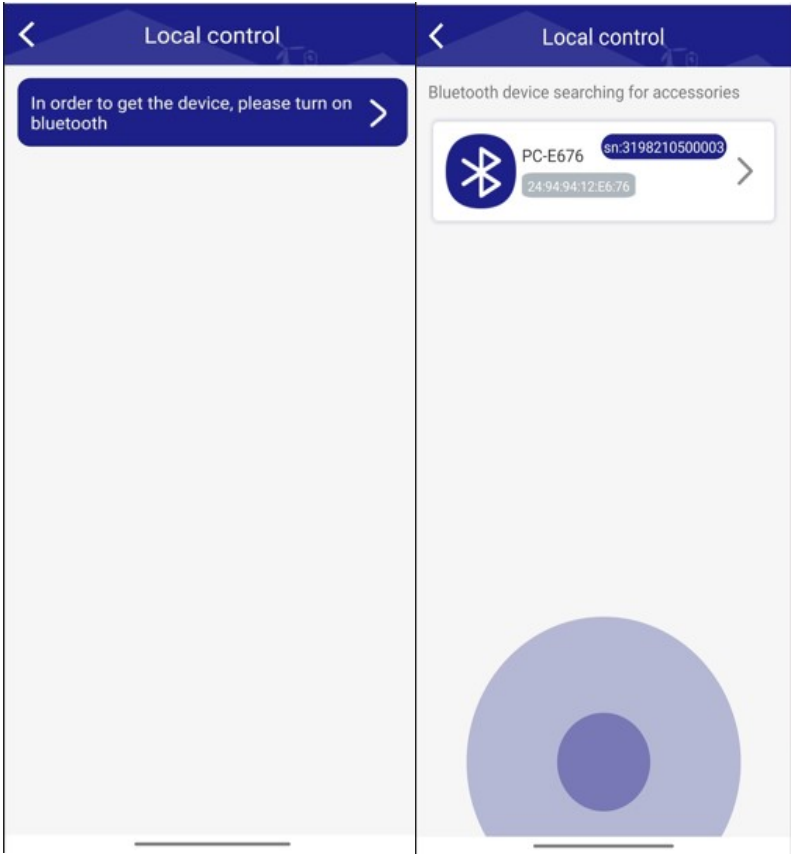 Local control
In order to get the device, please turn on
bluetooth
Local control
Bluetooth device searching for accessories
PC-E676
sn:3198210500003
24:94:94:12:E6:76